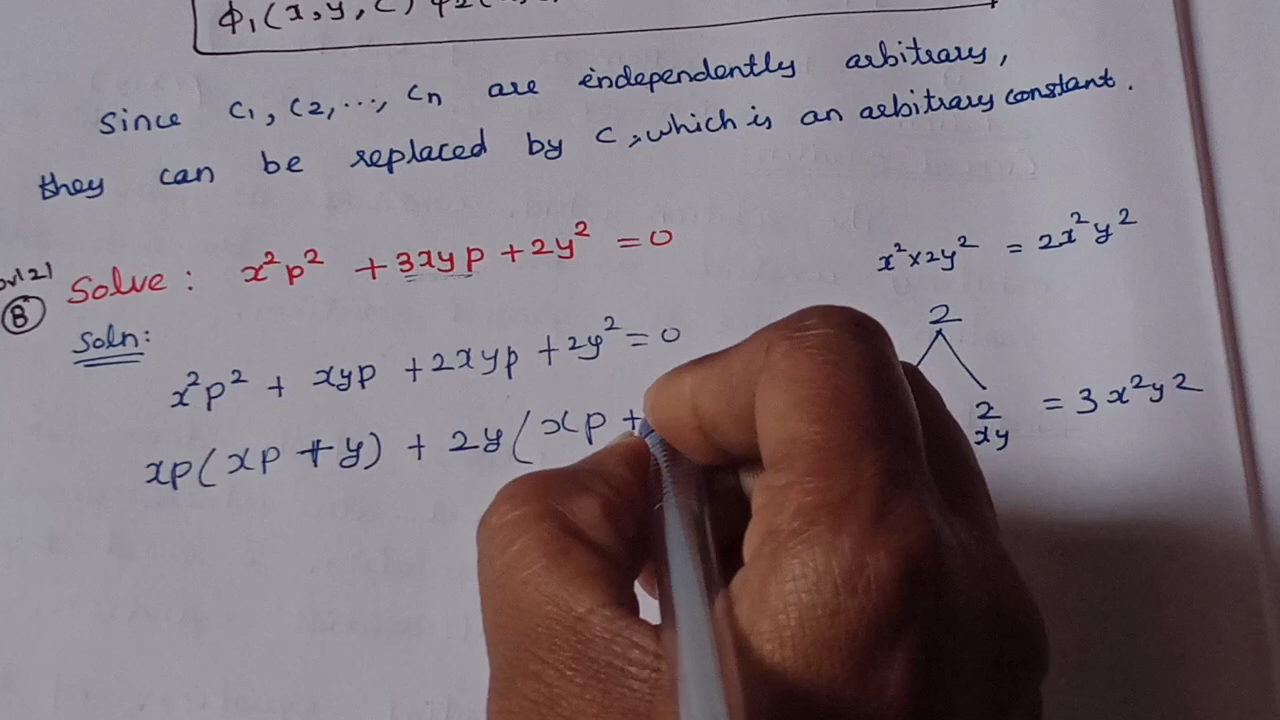 ϕ₁(x,y,c) ϕ₂(
Since c₁, c₂, ..., cn are independently arbitrary,
they can be replaced by c, which is an arbitrary constant.
⑧ Solve : x²p² + 3xyp + 2y² = 0
x² × 2y² = 2x²y²
Soln:
x²p² + xyp + 2xyp + 2y² = 0
2
xp(xp + y) + 2y(xp +
2
xy
= 3x²y²